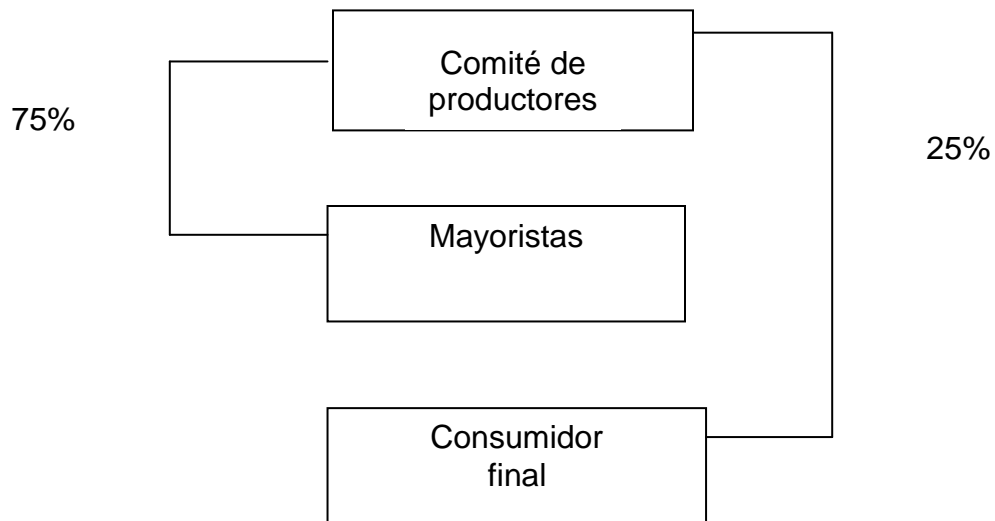 Comité de
productores
75%
25%
Mayoristas
Consumidor
final